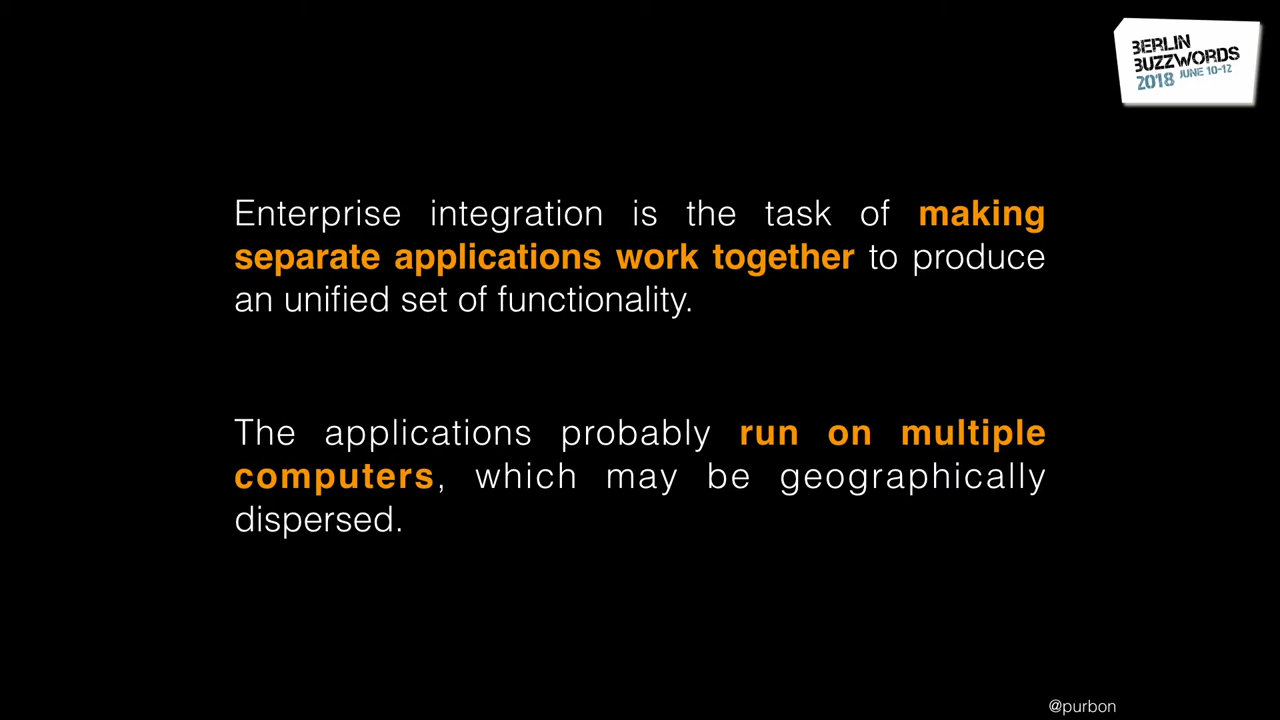 BERLIN
BUZZWORDS
2018 JUNE 10-12
Enterprise integration is the task of making
separate applications work together to produce
an unified set of functionality.
The applications probably run on multiple
computers, which may be geographically
dispersed.
@purbon